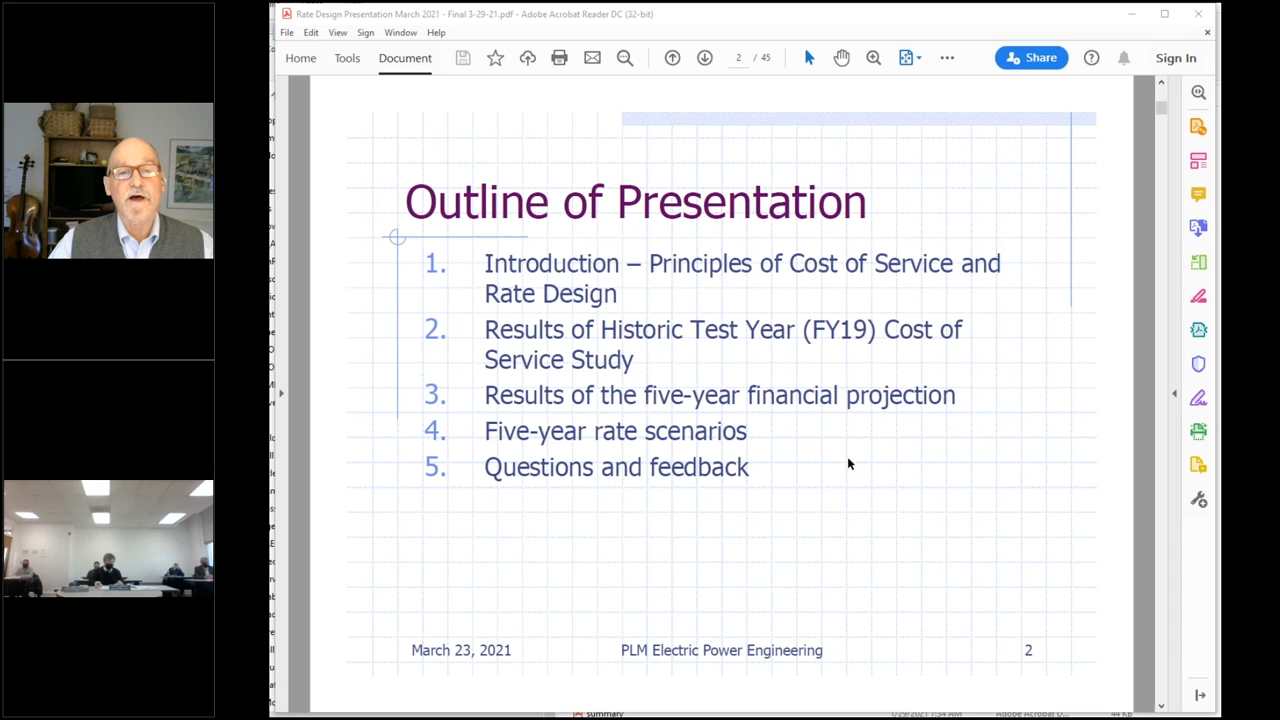 Rate Design Presentation March 2021 - Final 3-29-21.pdf - Adobe Acrobat Reader DC (32-bit)
File Edit View Sign Window Help
Home Tools Document 2 / 45 Share Sign In
Outline of Presentation
1. Introduction – Principles of Cost of Service and
Rate Design
2. Results of Historic Test Year (FY19) Cost of
Service Study
3. Results of the five-year financial projection
4. Five-year rate scenarios
5. Questions and feedback
March 23, 2021 PLM Electric Power Engineering 2
summary